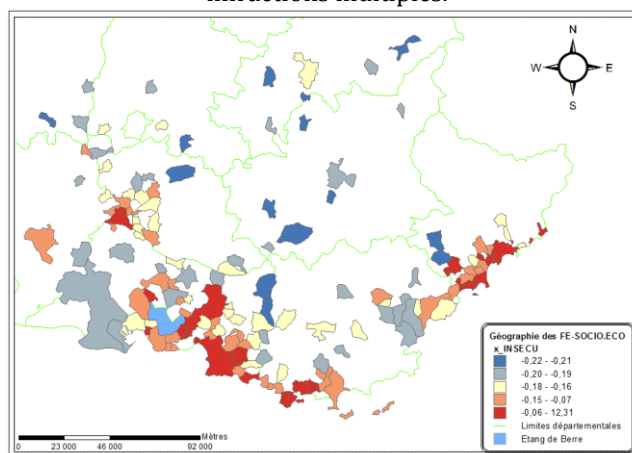 infractions multiples.
N
W E
S
Géographie des FE-SOCIO.ECO
x_INSECU
-0,22 - -0,21
-0,20 - -0,19
-0,18 - -0,16
-0,15 - -0,07
-0,06 - 12,31
Limites départementales
Etang de Berre
Mètres
0 23 000 46 000 92 000